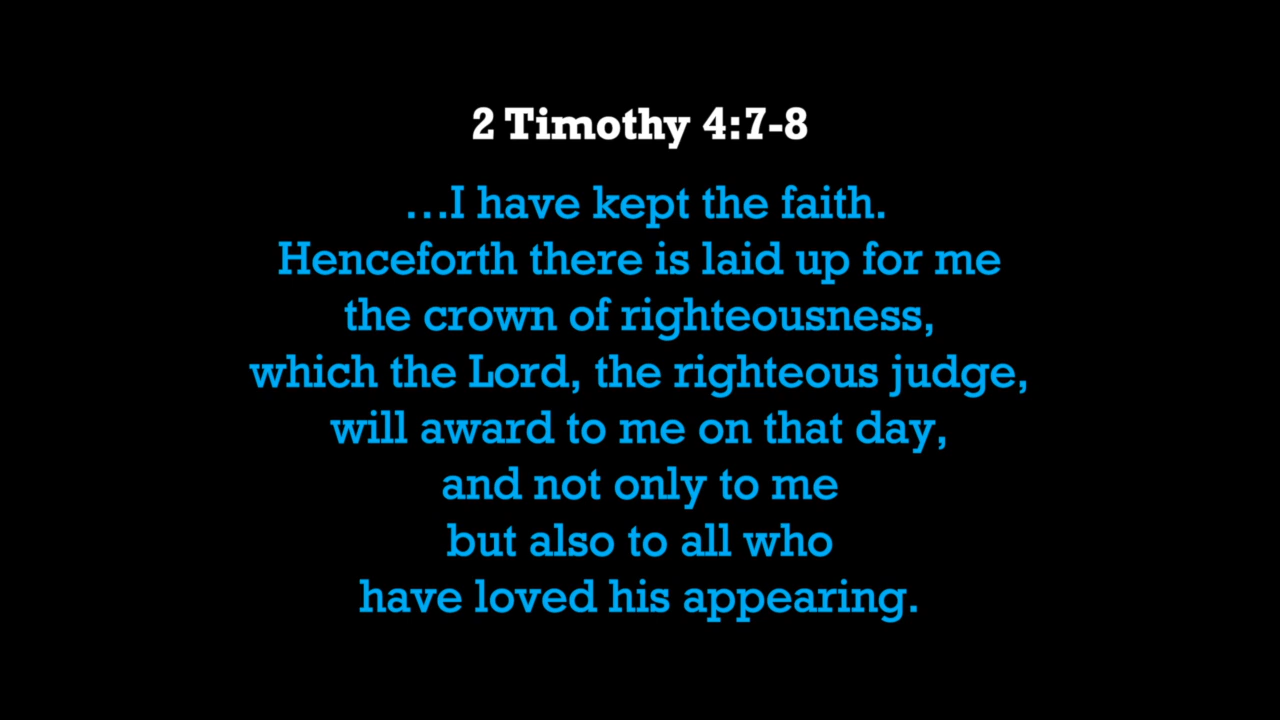 2 Timothy 4:7-8
...I have kept the faith.
Henceforth there is laid up for me
the crown of righteousness,
which the Lord, the righteous judge,
will award to me on that day,
and not only to me
but also to all who
have loved his appearing.